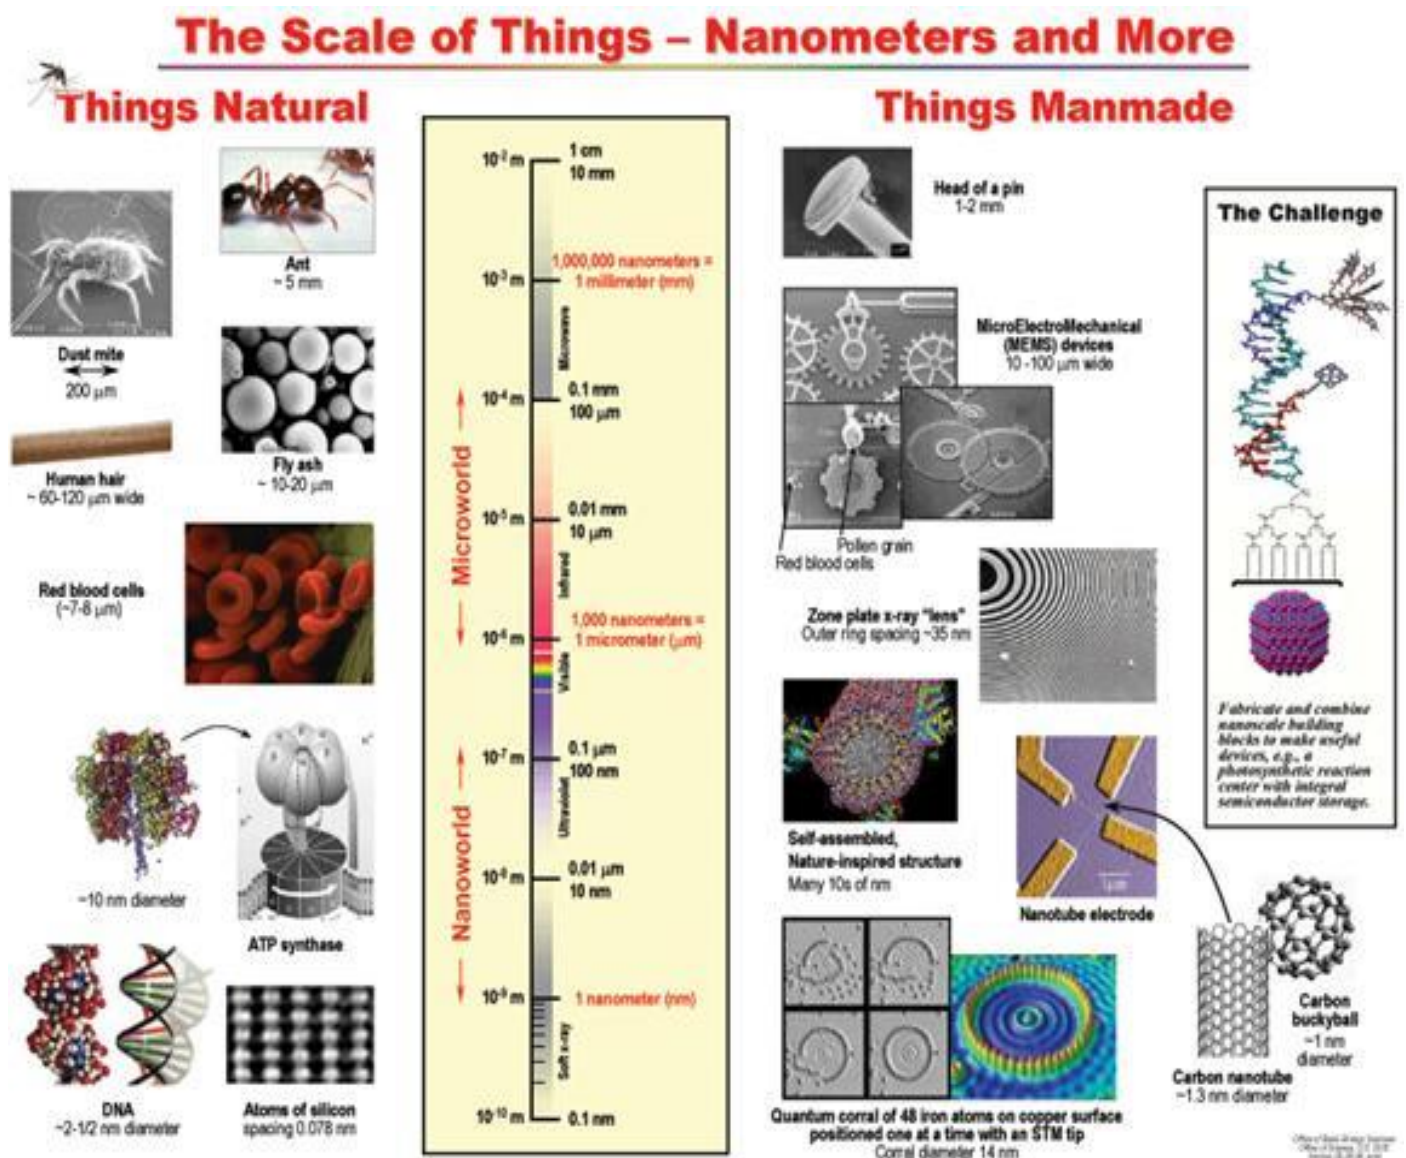 The Scale of Things – Nanometers and More
Things Natural
Things Manmade
Ant
~ 5 mm
Dust mite
200 μm
Fly ash
~ 10-20 μm
Human hair
~ 60-120 μm wide
Red blood cells
(~7-8 μm)
~10 nm diameter
ATP synthase
DNA
~2-1/2 nm diameter
Atoms of silicon
spacing 0.078 nm
10-2 m
1 cm
10 mm
1,000,000 nanometers =
10-3 m
1 millimeter (mm)
Microwave
10-4 m
0.1 mm
100 μm
Microworld
10-5 m
0.01 mm
10 μm
Infrared
1,000 nanometers =
10-6 m
1 micrometer (μm)
Visible
10-7 m
0.1 μm
100 nm
Nanoworld
Ultraviolet
10-8 m
0.01 μm
10 nm
10-9 m
1 nanometer (nm)
Soft x-ray
10-10 m
0.1 nm
Head of a pin
1-2 mm
MicroElectroMechanical
(MEMS) devices
10 -100 μm wide
Pollen grain
Red blood cells
Zone plate x-ray "lens"
Outer ring spacing ~35 nm
Self-assembled,
Nature-inspired structure
Many 10s of nm
1μm
Nanotube electrode
Carbon
buckyball
~1 nm
diameter
Carbon nanotube
~1.3 nm diameter
Quantum corral of 48 iron atoms on copper surface
positioned one at a time with an STM tip
Corral diameter 14 nm
The Challenge
Fabricate and combine
nanoscale building
blocks to make useful
devices, e.g., a
photosynthetic reaction
center with integral
semiconductor storage.